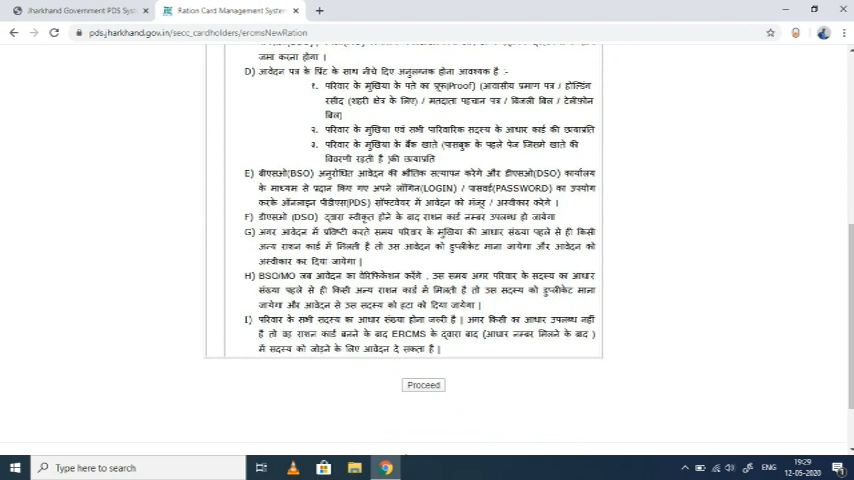 Jharkhand Government PDS Syst
Ration Card Management System
pds.jharkhand.gov.in/secc_cardholders/ercmsNewRation
जमा करना होगा |
D) आवेदन पत्र के प्रिंट के साथ नीचे दिए अनुलग्नक होना आवश्यक है :-
१. परिवार के मुखिया के पते का प्रूफ(Proof) (आवासीय प्रमाण पत्र / होल्डिंग
रसीद (शहरी क्षेत्र के लिए) / मतदाता पहचान पत्र / बिजली बिल / टेलीफ़ोन
बिल)
२. परिवार के मुखिया एवं सभी पारिवारिक सदस्य के आधार कार्ड की छायाप्रति
३. परिवार के मुखिया के बैंक खाते (पासबुक के पहले पेज जिसमे खाते की
विवरणी रहती हैं )की छायाप्रति
E) बीएसओ(BSO) अनुरोधित आवेदन की भौतिक सत्यापन करेगे और डीएसओ(DSO) कार्यालय
के माध्यम से प्रदान किए गए अपने लॉगिन(LOGIN) / पासवर्ड(PASSWORD) का उपयोग
करके ऑनलाइन पीडीएस(PDS) सॉफ्टवेयर में आवेदन को मंजूर / अस्वीकार करेगे |
F) डीएसओ (DSO) द्वारा स्वीकृत होने के बाद राशन कार्ड नम्बर उपलब्ध हो जायेगा
G) अगर आवेदन में प्रविष्टी करते समय परिवार के मुखिया की आधार संख्या पहले से ही किसी
अन्य राशन कार्ड में मिलती है तो उस आवेदन को डुप्लीकेट माना जायेगा और आवेदन को
अस्वीकार कर दिया जायेगा |
H) BSO/MO जब आवेदन का वेरिफिकेशन करेंगे , उस समय अगर परिवार के सदस्य का आधार
संख्या पहले से ही किसी अन्य राशन कार्ड में मिलती है तो उस सदस्य को डुप्लीकेट माना
जायेगा और आवेदन से उस सदस्य को हटा को दिया जायेगा |
I) परिवार के सभी सदस्य का आधार संख्या होना जरुरी है | अगर किसी का आधार उपलब्ध नहीं
है तो वह राशन कार्ड बनने के बाद ERCMS के द्वारा बाद (आधार नम्बर मिलने के बाद )
में सदस्य को जोड़ने के लिए आवेदन दे सकता हैं |
Proceed
Type here to search
ENG
19:29
12-05-2020